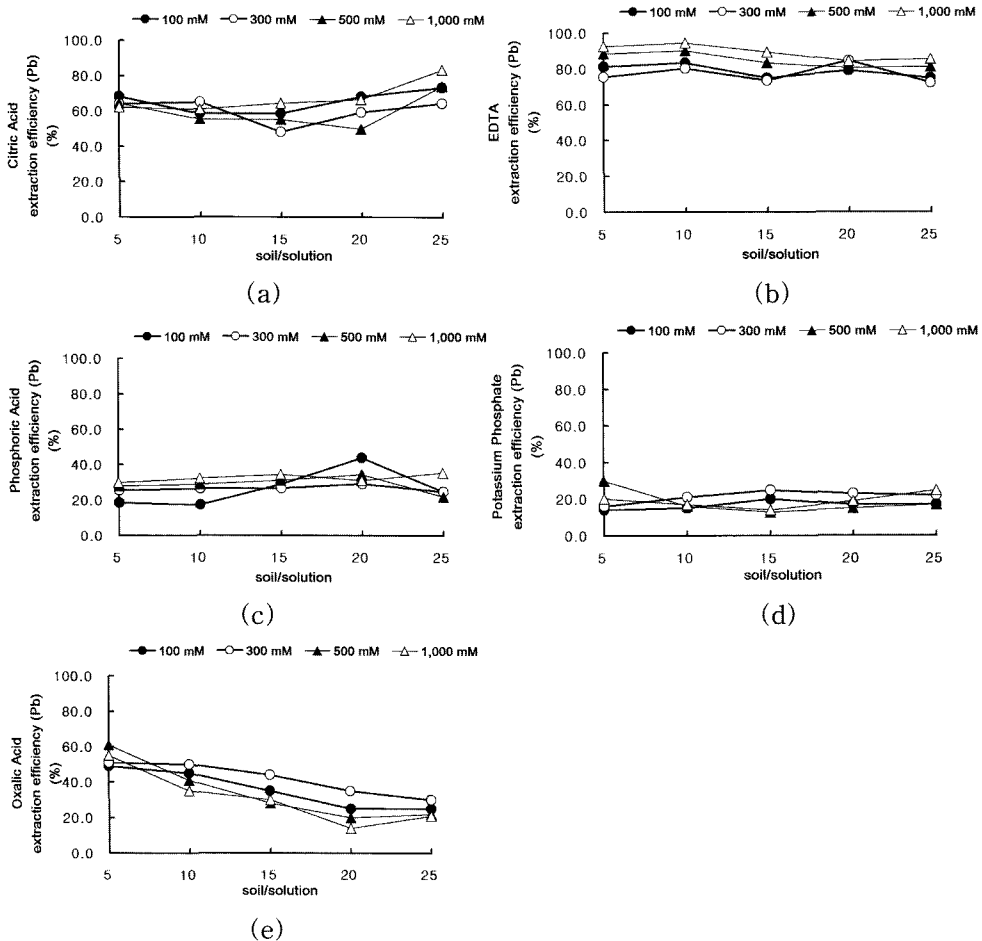 100 mM 300 mM 500 mM 1,000 mM
Citric Acid
extraction efficiency (Pb)
(%)
100.0
80.0
60.0
40.0
20.0
0.0
5 10 15 20 25
soil/solution
(a)
100 mM 300 mM 500 mM 1,000 mM
EDTA
extraction efficiency (Pb)
(%)
100.0
80.0
60.0
40.0
20.0
0.0
5 10 15 20 25
soil/solution
(b)
100 mM 300 mM 500 mM 1,000 mM
Phosphoric Acid
extraction efficiency (Pb)
(%)
100.0
80.0
60.0
40.0
20.0
0.0
5 10 15 20 25
soil/solution
(c)
100 mM 300 mM 500 mM 1,000 mM
Potassium Phosphate
extraction efficiency (Pb)
(%)
100.0
80.0
60.0
40.0
20.0
0.0
5 10 15 20 25
soil/solution
(d)
100 mM 300 mM 500 mM 1,000 mM
Oxalic Acid
extraction efficiency (Pb)
(%)
100.0
80.0
60.0
40.0
20.0
0.0
5 10 15 20 25
soil/solution
(e)